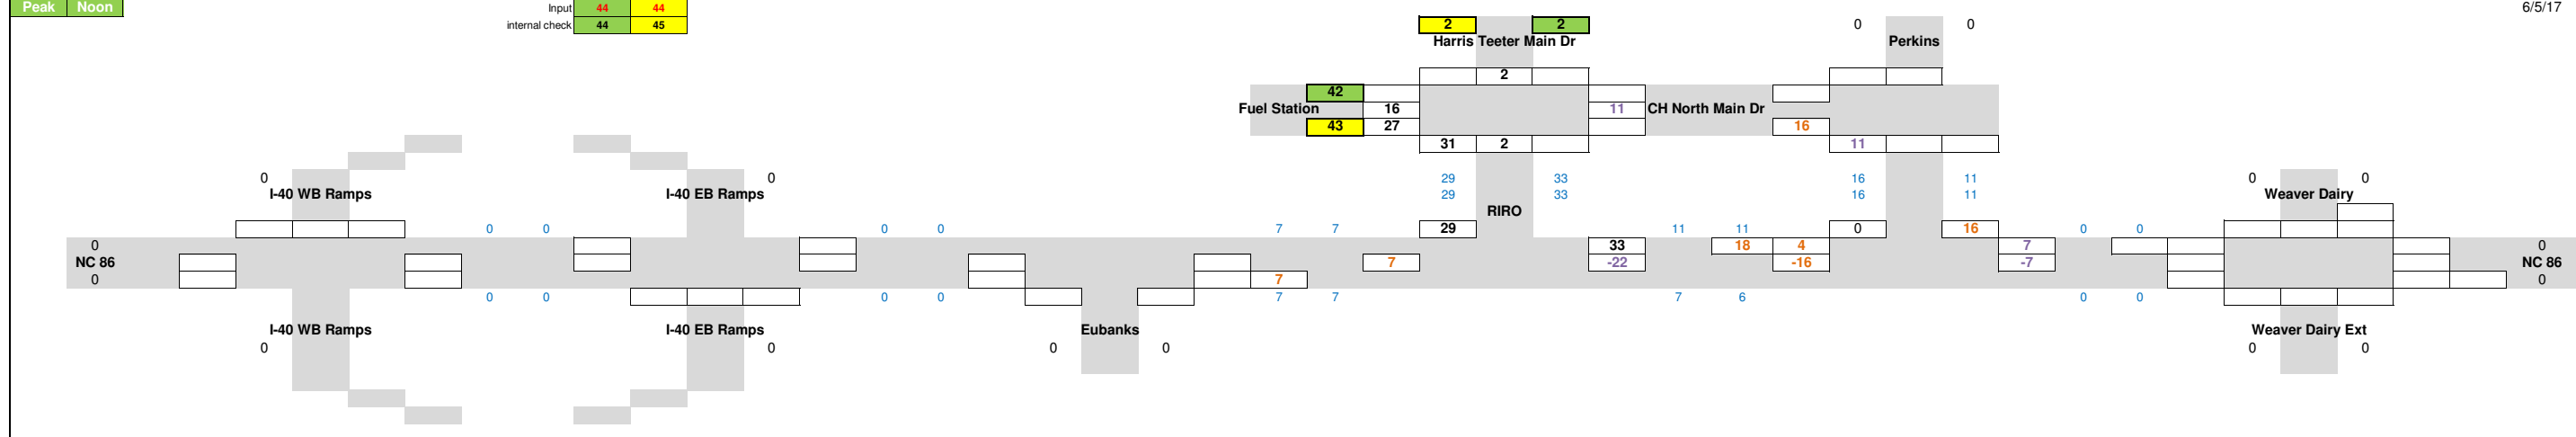 Peak Noon Input 44 44 6/5/17
internal check 44 45 2 2 0 0
Harris Teeter Main Dr Perkins
2
42
Fuel Station 16 11 CH North Main Dr
43 27 16
31 2 11
0 0 29 33 16 11 0 0
I-40 WB Ramps I-40 EB Ramps 29 33 16 11 Weaver Dairy
RIRO
0 0 0 0 7 7 29 11 11 0 16 0 0
0 33 18 4 7 0
NC 86 7 -22 -16 -7 NC 86
0 7 0
0 0 0 0 7 7 7 6 0 0
I-40 WB Ramps I-40 EB Ramps Eubanks Weaver Dairy Ext
0 0 0 0 0 0